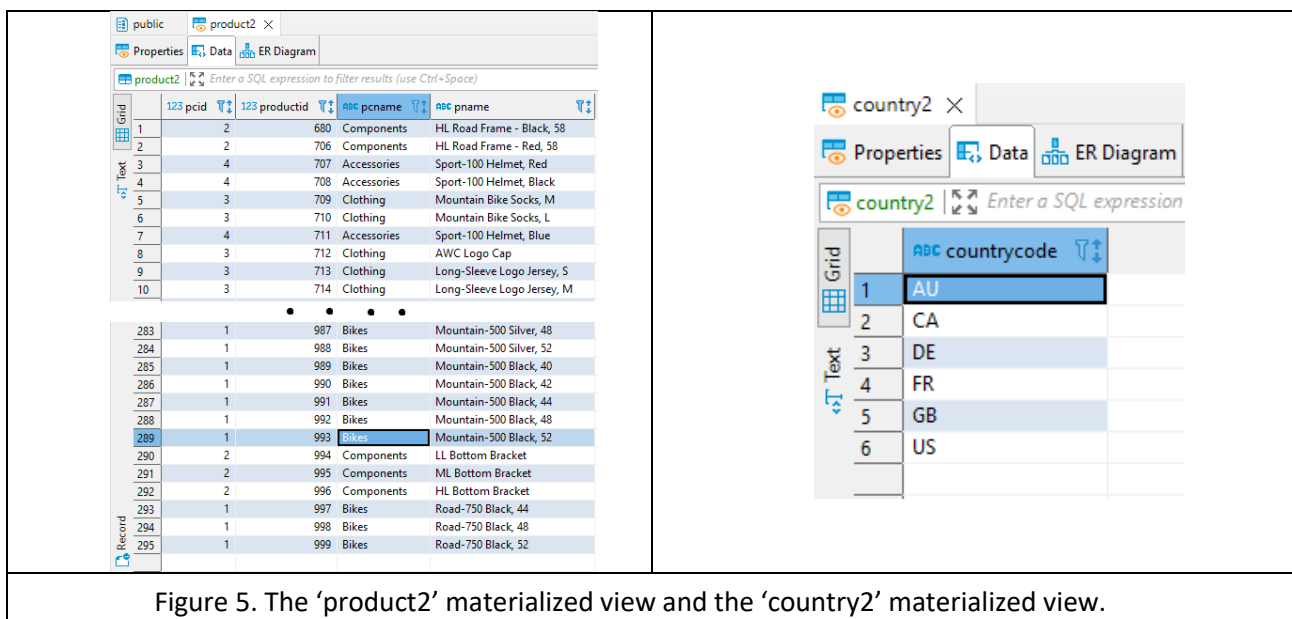 public product2 ×
Properties Data ER Diagram
product2 Enter a SQL expression to filter results (use Ctrl+Space)
Grid
Text
Record
123 pcid 123 productid ABC pcname ABC pname
1 2 680 Components HL Road Frame - Black, 58
2 2 706 Components HL Road Frame - Red, 58
3 4 707 Accessories Sport-100 Helmet, Red
4 4 708 Accessories Sport-100 Helmet, Black
5 3 709 Clothing Mountain Bike Socks, M
6 3 710 Clothing Mountain Bike Socks, L
7 4 711 Accessories Sport-100 Helmet, Blue
8 3 712 Clothing AWC Logo Cap
9 3 713 Clothing Long-Sleeve Logo Jersey, S
10 3 714 Clothing Long-Sleeve Logo Jersey, M
• • • •
283 1 987 Bikes Mountain-500 Silver, 48
284 1 988 Bikes Mountain-500 Silver, 52
285 1 989 Bikes Mountain-500 Black, 40
286 1 990 Bikes Mountain-500 Black, 42
287 1 991 Bikes Mountain-500 Black, 44
288 1 992 Bikes Mountain-500 Black, 48
289 1 993 Bikes Mountain-500 Black, 52
290 2 994 Components LL Bottom Bracket
291 2 995 Components ML Bottom Bracket
292 2 996 Components HL Bottom Bracket
293 1 997 Bikes Road-750 Black, 44
294 1 998 Bikes Road-750 Black, 48
295 1 999 Bikes Road-750 Black, 52
country2 ×
Properties Data ER Diagram
country2 Enter a SQL expression
Grid
Text
ABC countrycode
1 AU
2 CA
3 DE
4 FR
5 GB
6 US
Figure 5. The ‘product2’ materialized view and the ‘country2’ materialized view.